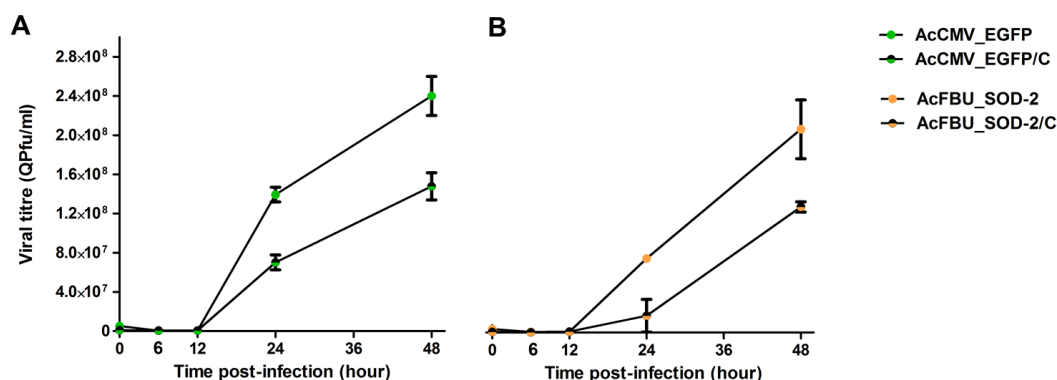 A
B
AcCMV_EGFP
AcCMV_EGFP/C
AcFBU_SOD-2
AcFBU_SOD-2/C
Viral titre (QPfu/ml)
2.8×10⁸
2.4×10⁸
2.0×10⁸
1.6×10⁸
1.2×10⁸
8.0×10⁷
4.0×10⁷
0
0 6 12 24 36 48
Time post-infection (hour)
0 6 12 24 36 48
Time post-infection (hour)